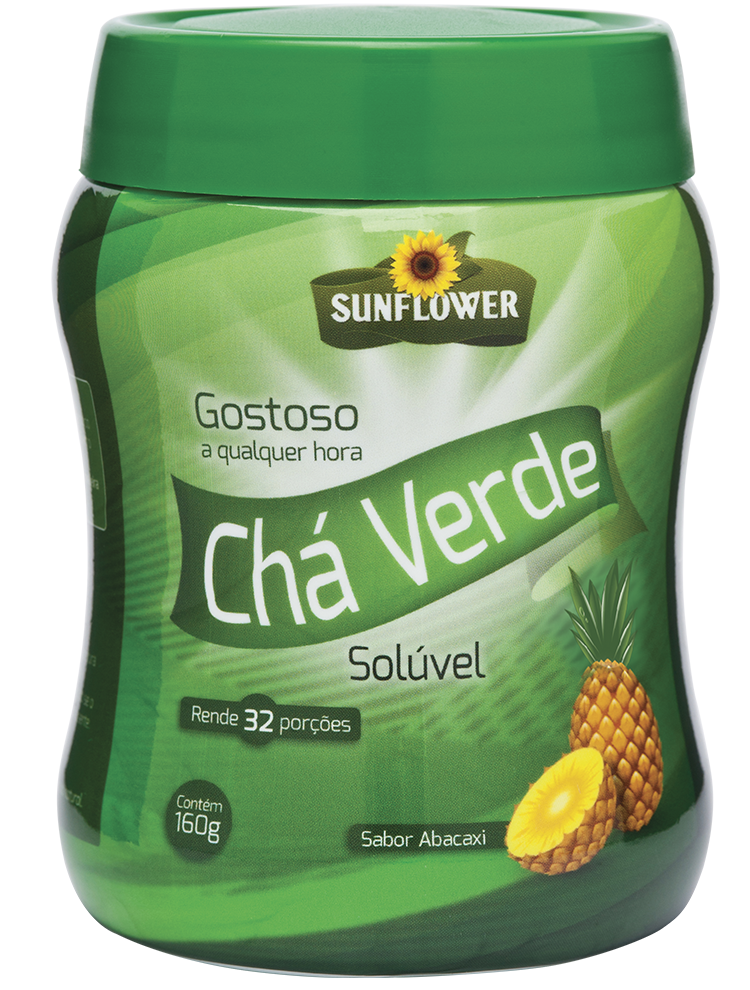 SUNFLOWER
Gostoso
a qualquer hora
Chá Verde
Solúvel
Rende 32 porções
Contém
160g
Sabor Abacaxi